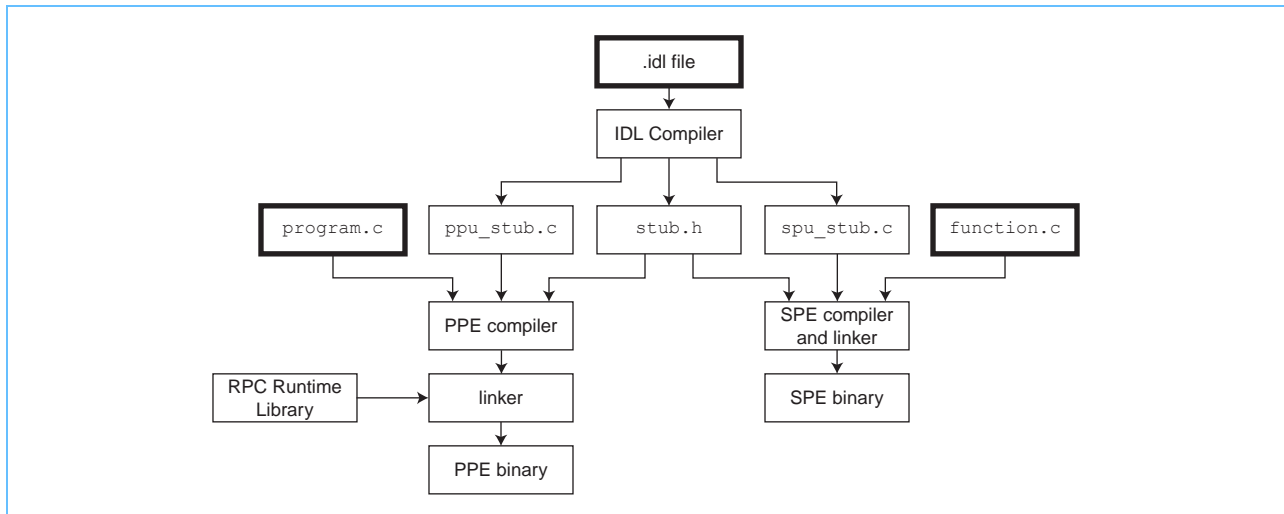 .idl file
IDL Compiler
program.c
ppu_stub.c
stub.h
spu_stub.c
function.c
PPE compiler
SPE compiler
and linker
RPC Runtime
Library
linker
SPE binary
PPE binary